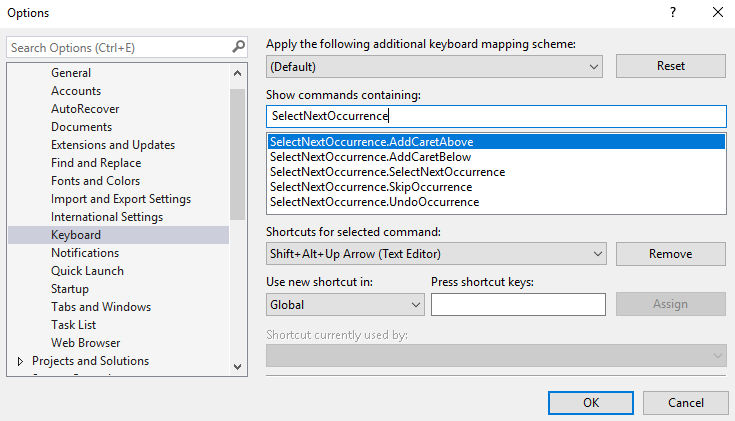 Options
?
Search Options (Ctrl+E)
General
Accounts
AutoRecover
Documents
Extensions and Updates
Find and Replace
Fonts and Colors
Import and Export Settings
International Settings
Keyboard
Notifications
Quick Launch
Startup
Tabs and Windows
Task List
Web Browser
Projects and Solutions
Apply the following additional keyboard mapping scheme:
(Default)
Reset
Show commands containing:
SelectNextOccurrence
SelectNextOccurrence.AddCaretAbove
SelectNextOccurrence.AddCaretBelow
SelectNextOccurrence.SelectNextOccurrence
SelectNextOccurrence.SkipOccurrence
SelectNextOccurrence.UndoOccurrence
Shortcuts for selected command:
Shift+Alt+Up Arrow (Text Editor)
Remove
Use new shortcut in:
Press shortcut keys:
Global
Assign
Shortcut currently used by:
OK
Cancel